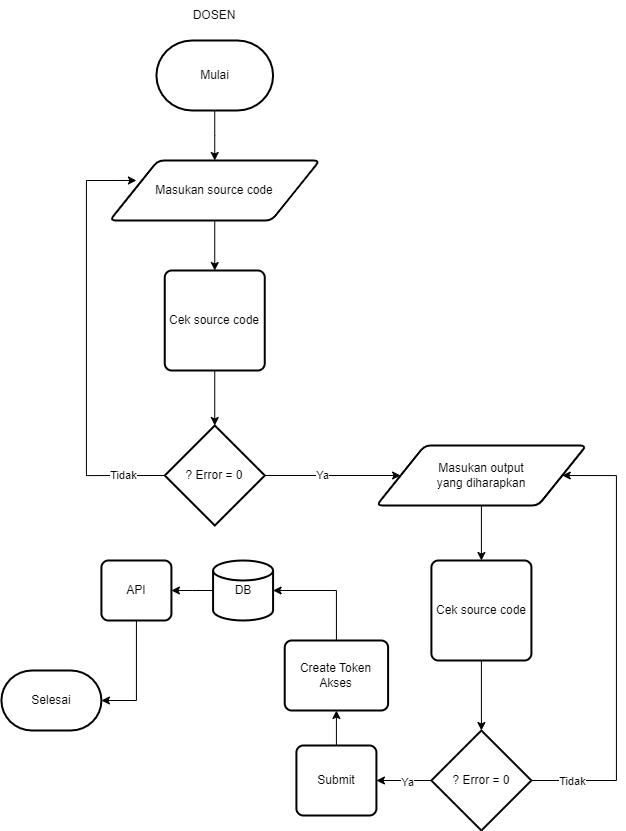 DOSEN
Mulai
Masukan source code
Cek source code
? Error = 0
Tidak
Ya
Masukan output
yang diharapkan
Cek source code
? Error = 0
Tidak
Ya
Submit
Create Token
Akses
DB
API
Selesai